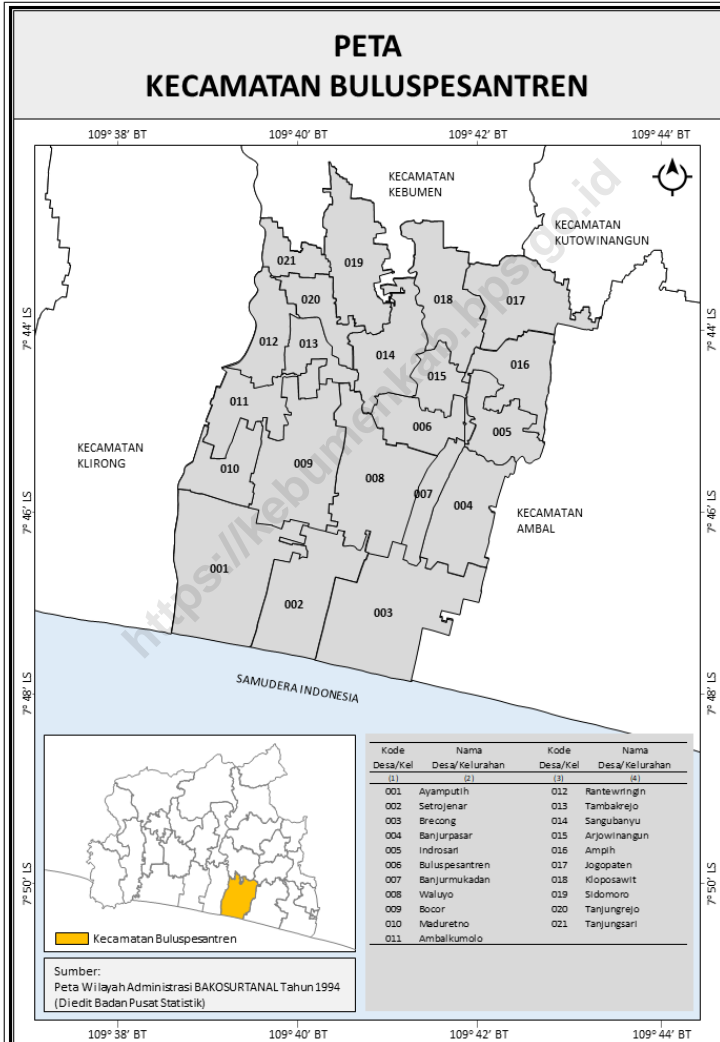 PETA
KECAMATAN BULUSPESANTREN
109° 38' BT 109° 40' BT 109° 42' BT 109° 44' BT
KECAMATAN
KEBUMEN
KECAMATAN
KUTOWINANGUN
021
019
020
018
017
7° 44' LS
7° 44' LS
012
013
014
016
015
011
006
005
KECAMATAN
KLIRONG
010
009
008
007
004
7° 46' LS
7° 46' LS
KECAMATAN
AMBAL
001
002
003
https://kebumenkab.bps.go.id
SAMUDERA INDONESIA
7° 48' LS
7° 48' LS
Kode Nama Kode Nama
Desa/Kel Desa/Kelurahan Desa/Kel Desa/Kelurahan
(1) (2) (3) (4)
001 Ayamputih 012 Rantewringin
002 Setrojenar 013 Tambakrejo
003 Brecong 014 Sangubanyu
004 Banjurpasar 015 Arjowinangun
005 Indrosari 016 Ampih
006 Buluspesantren 017 Jogopaten
007 Banjurmukadan 018 Kloposawit
008 Waluyo 019 Sidomoro
009 Bocor 020 Tanjungrejo
010 Maduretno 021 Tanjungsari
011 Ambalkumolo
7° 50' LS
7° 50' LS
Kecamatan Buluspesantren
Sumber:
Peta Wilayah Administrasi BAKOSURTANAL Tahun 1994
(Diedit Badan Pusat Statistik)
109° 38' BT 109° 40' BT 109° 42' BT 109° 44' BT